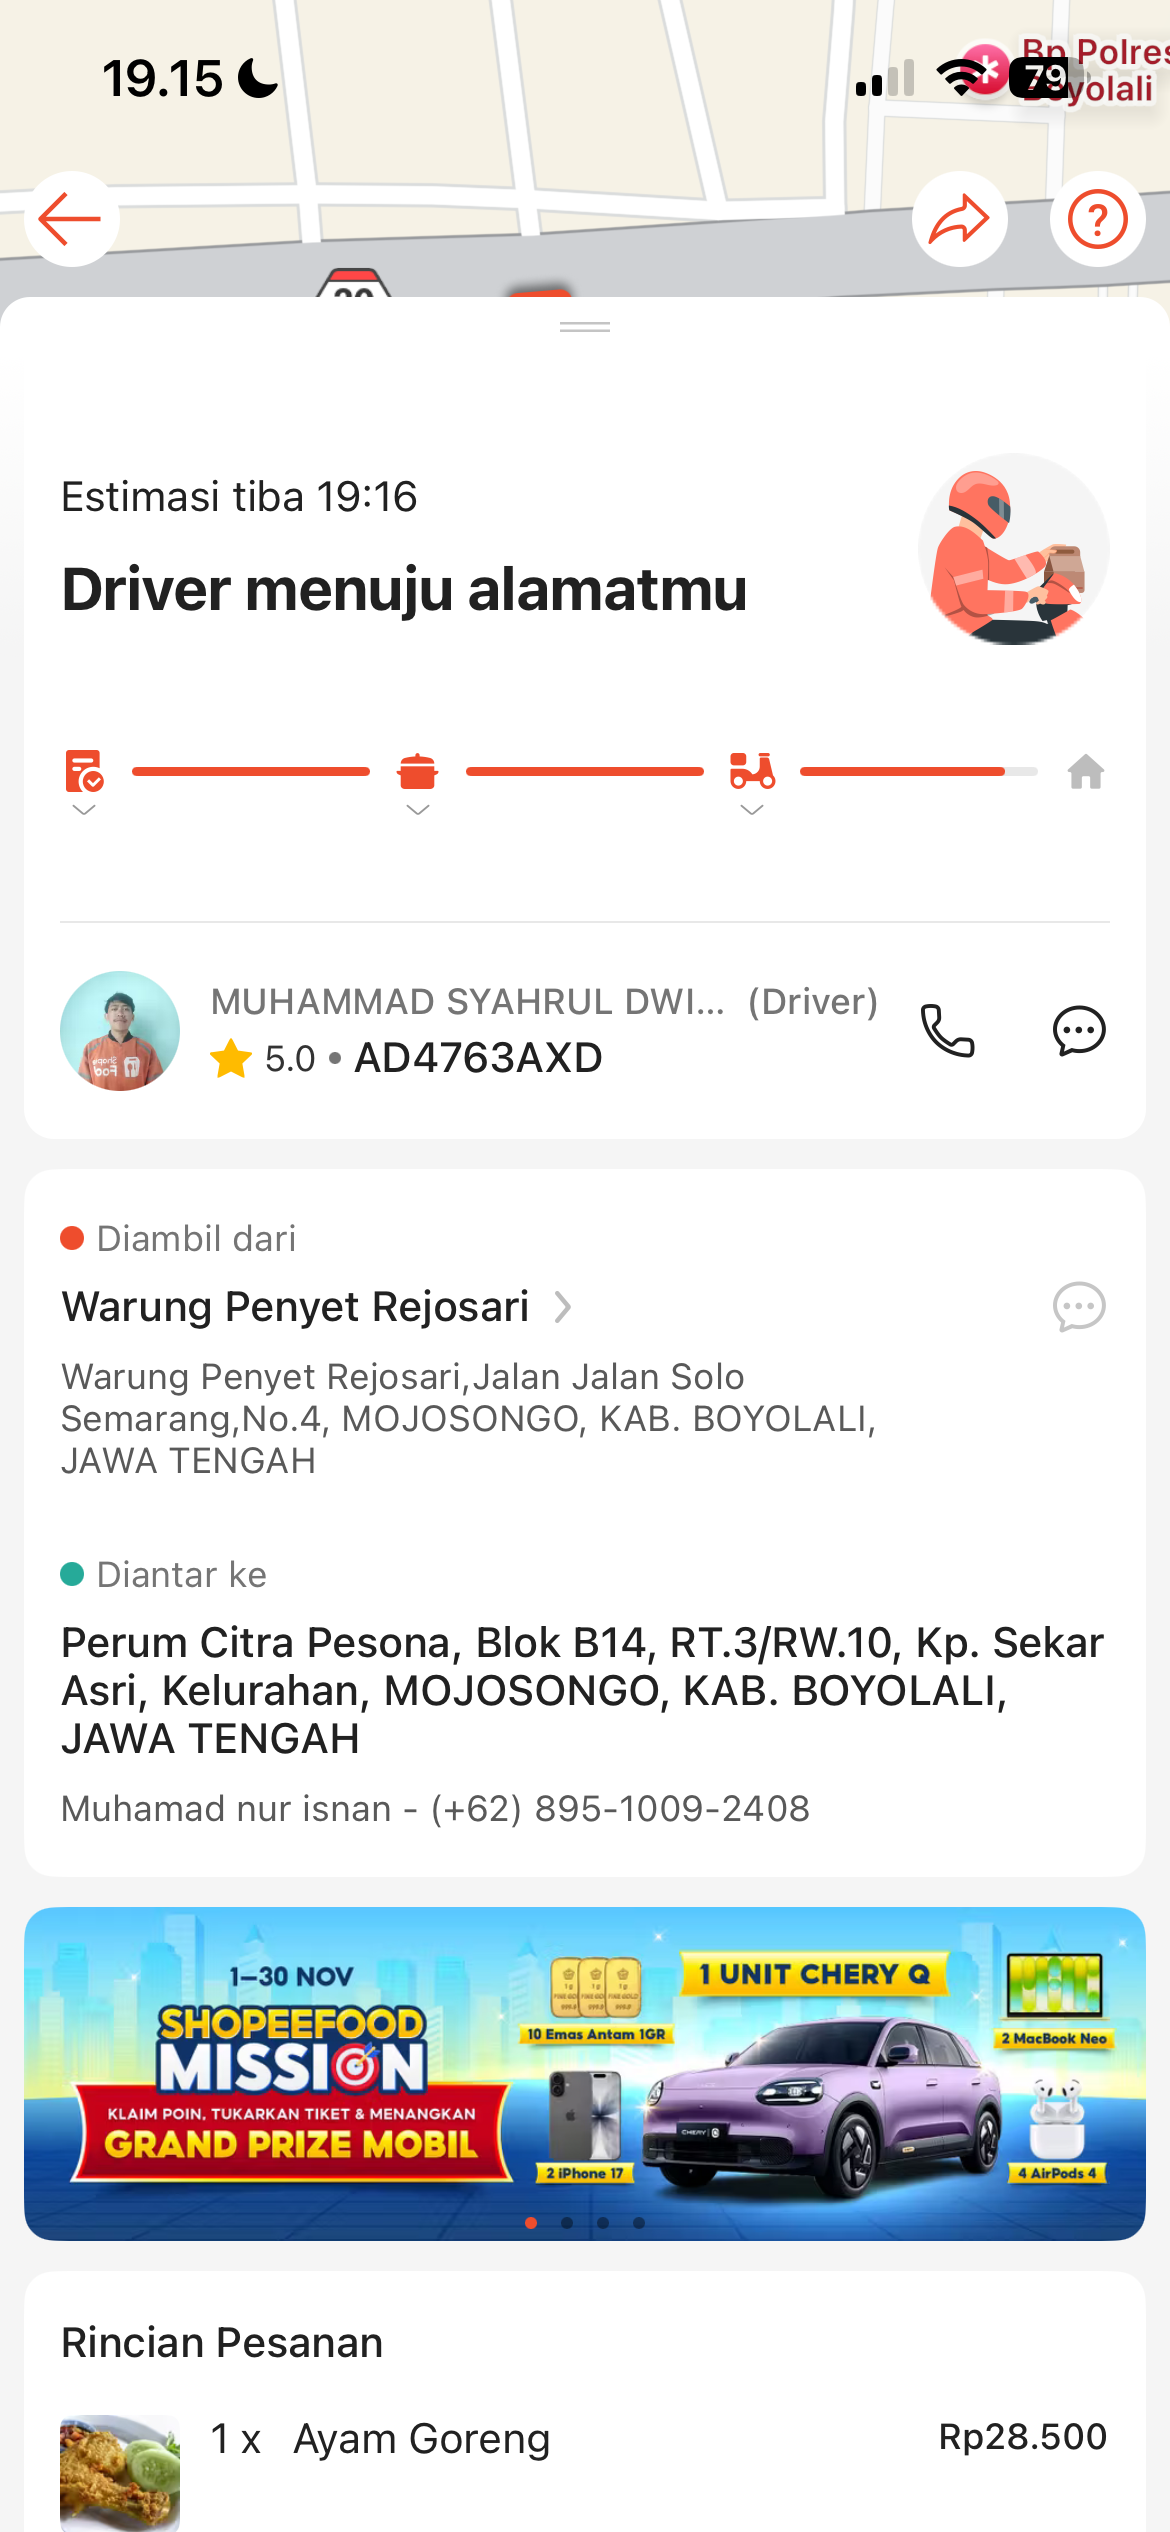 19.15
79
Bp Polres
Boyolali
Estimasi tiba 19:16
Driver menuju alamatmu
MUHAMMAD SYAHRUL DWI... (Driver)
5.0 • AD4763AXD
Diambil dari
Warung Penyet Rejosari
Warung Penyet Rejosari,Jalan Jalan Solo
Semarang,No.4, MOJOSONGO, KAB. BOYOLALI,
JAWA TENGAH
Diantar ke
Perum Citra Pesona, Blok B14, RT.3/RW.10, Kp. Sekar
Asri, Kelurahan, MOJOSONGO, KAB. BOYOLALI,
JAWA TENGAH
Muhamad nur isnan - (+62) 895-1009-2408
1–30 NOV
SHOPEEFOOD
MISSION
KLAIM POIN, TUKARKAN TIKET & MENANGKAN
GRAND PRIZE MOBIL
10 Emas Antam 1GR
1 UNIT CHERY Q
2 MacBook Neo
2 iPhone 17
CHERY Q
4 AirPods 4
Rincian Pesanan
1 x Ayam Goreng
Rp28.500